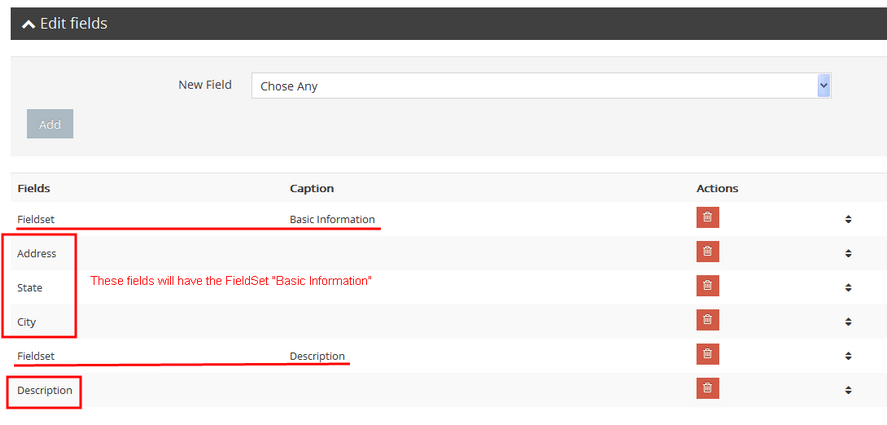 Edit fields
New Field Chose Any
Add
Fields Caption Actions
Fieldset Basic Information
Address
State These fields will have the FieldSet "Basic Information"
City
Fieldset Description
Description